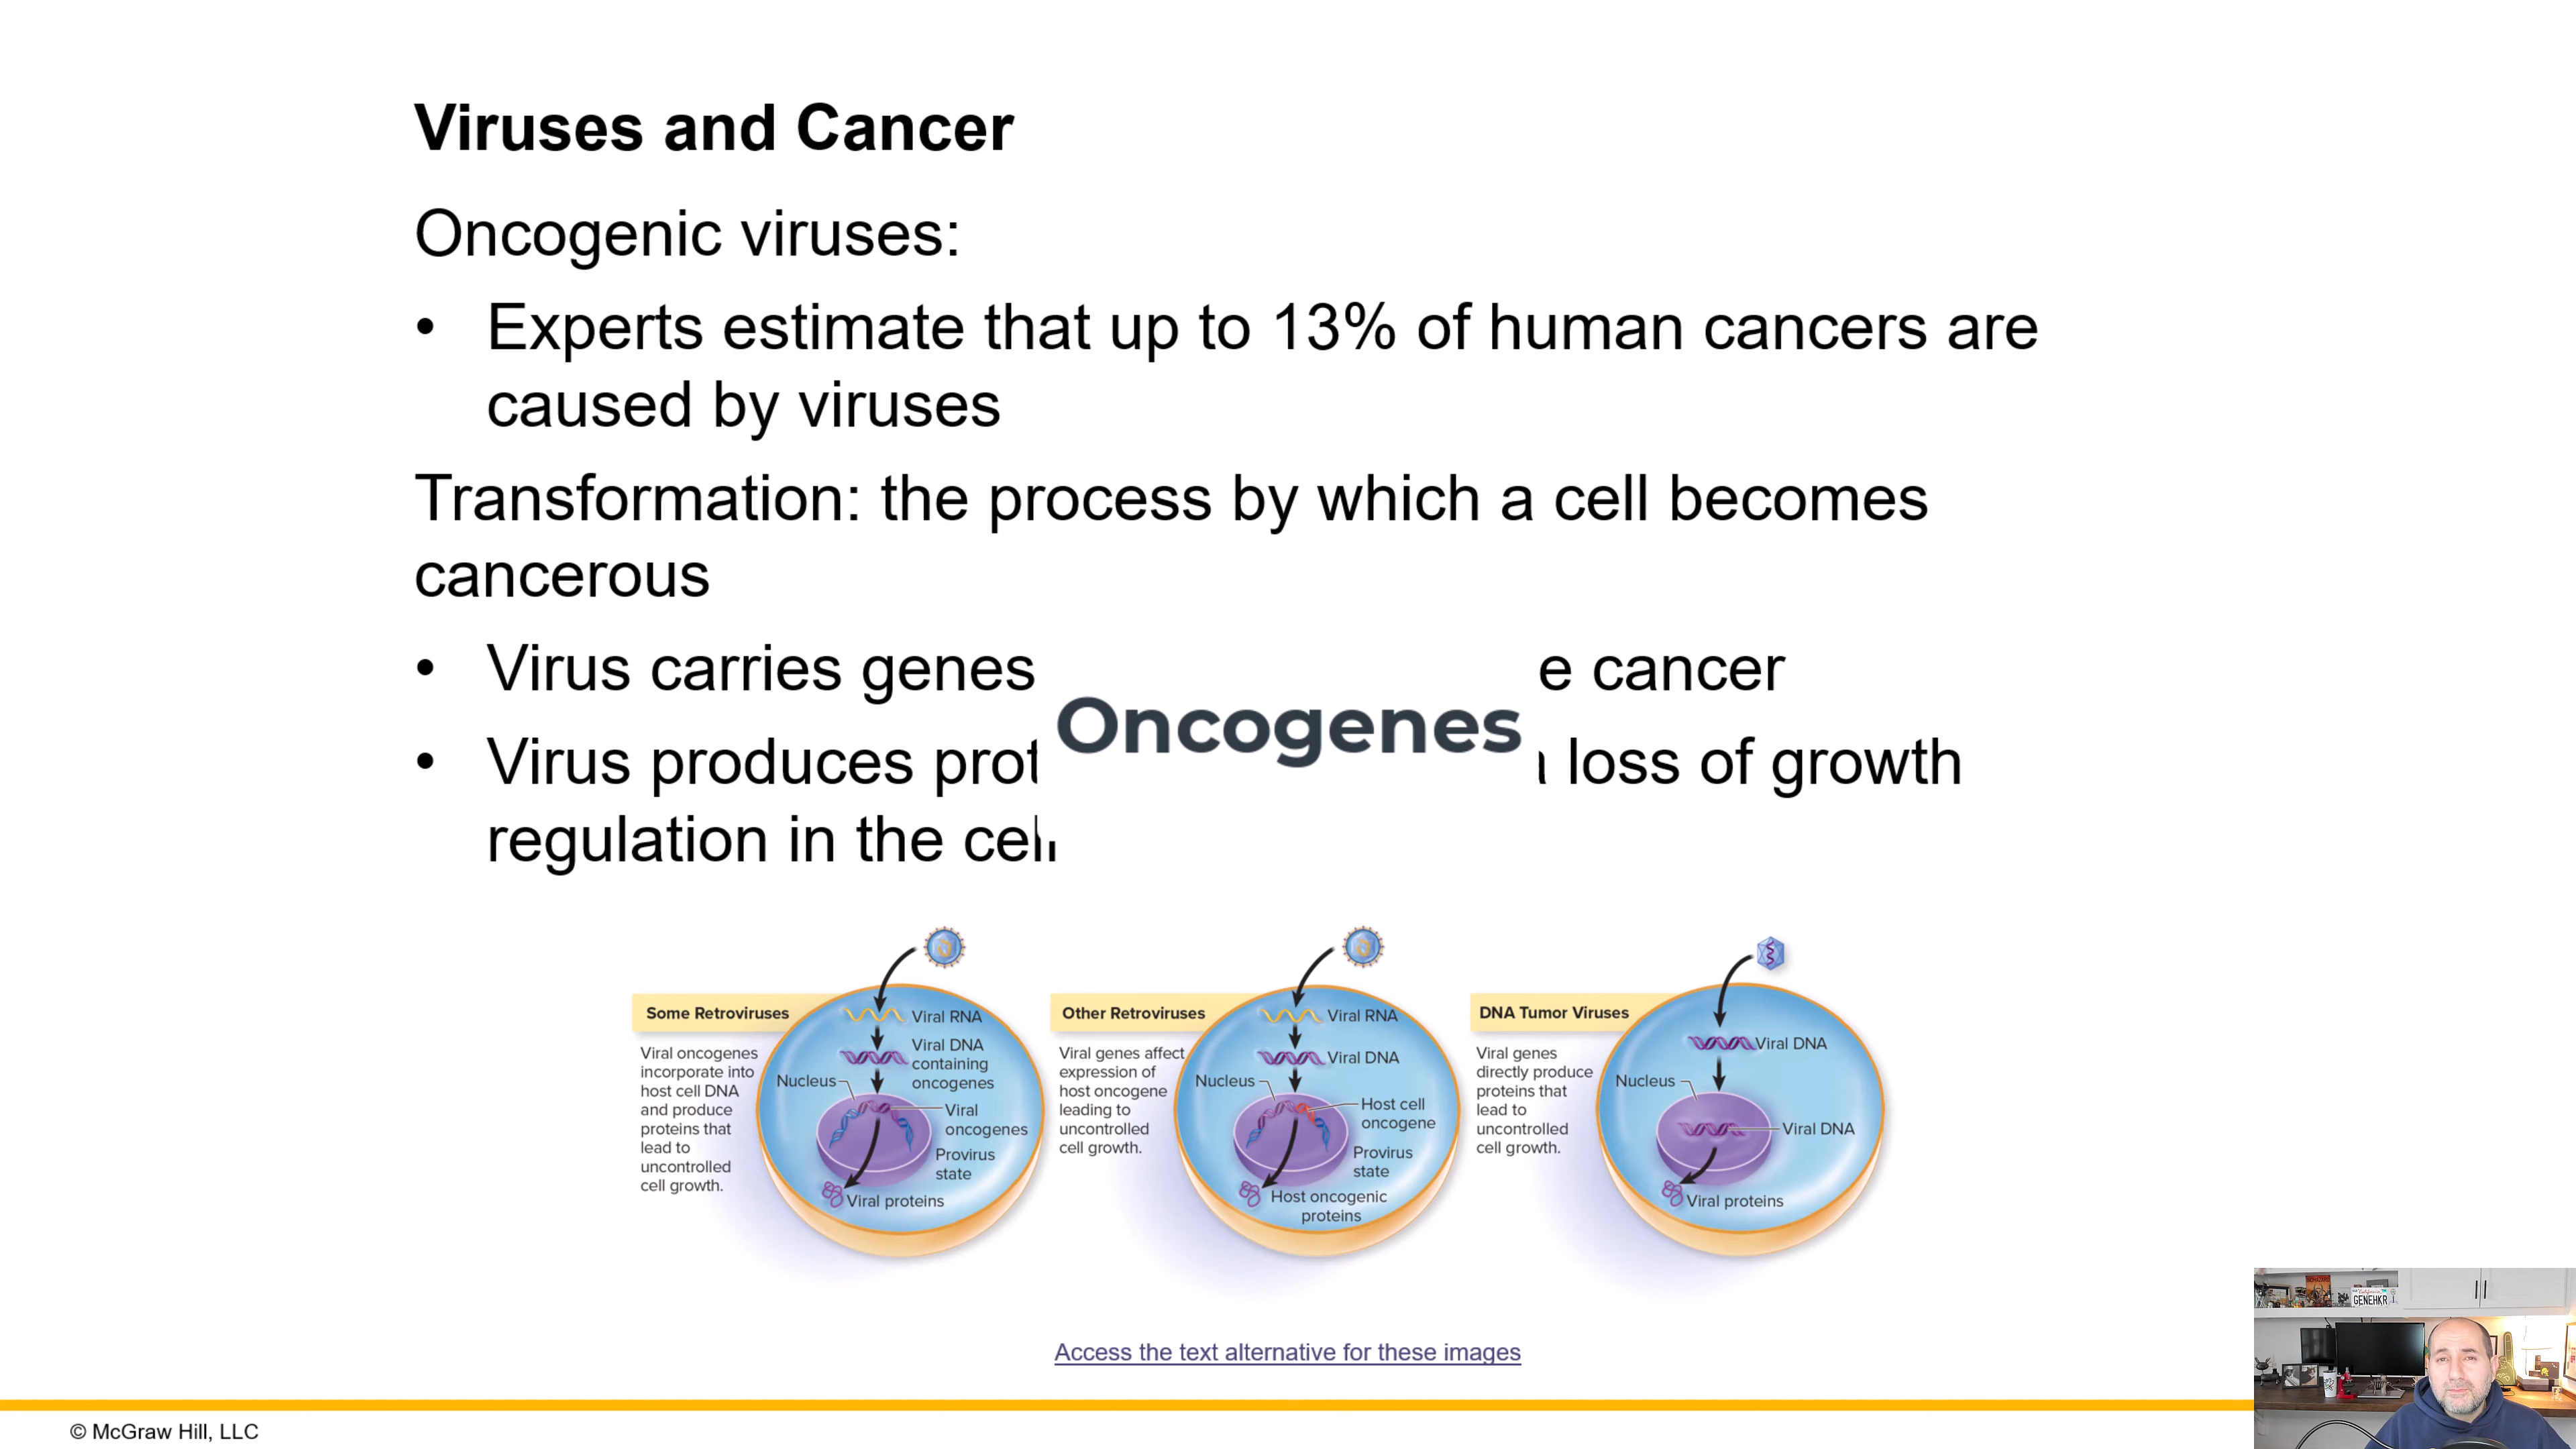 Viruses and Cancer
Oncogenic viruses:
• Experts estimate that up to 13% of human cancers are
caused by viruses
Transformation: the process by which a cell becomes
cancerous
• Virus carries genes e cancer
Oncogenes
• Virus produces prot loss of growth
regulation in the cell
Some Retroviruses
Viral oncogenes
incorporate into
host cell DNA
and produce
proteins that
lead to
uncontrolled
cell growth.
Viral RNA
Viral DNA
containing
oncogenes
Nucleus
Viral
oncogenes
Provirus
state
Viral proteins
Other Retroviruses
Viral genes affect
expression of
host oncogene
leading to
uncontrolled
cell growth.
Viral RNA
Viral DNA
Nucleus
Host cell
oncogene
Provirus
state
Host oncogenic
proteins
DNA Tumor Viruses
Viral genes
directly produce
proteins that
lead to
uncontrolled
cell growth.
Viral DNA
Nucleus
Viral DNA
Viral proteins
Access the text alternative for these images
© McGraw Hill, LLC
GENEHKR